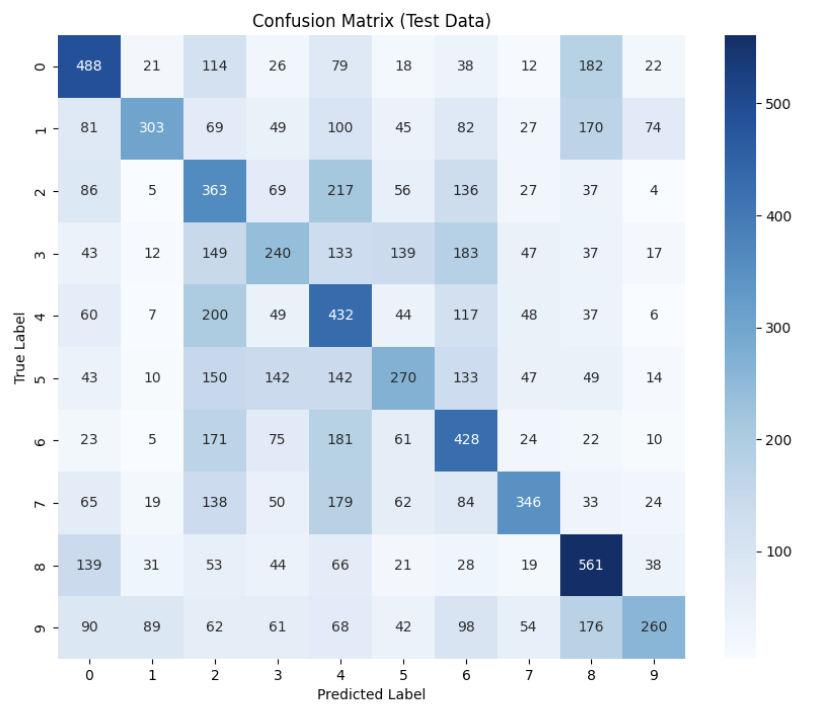 Confusion Matrix (Test Data)
0 488 21 114 26 79 18 38 12 182 22
1 81 303 69 49 100 45 82 27 170 74
2 86 5 363 69 217 56 136 27 37 4
3 43 12 149 240 133 139 183 47 37 17
4 60 7 200 49 432 44 117 48 37 6
5 43 10 150 142 142 270 133 47 49 14
6 23 5 171 75 181 61 428 24 22 10
7 65 19 138 50 179 62 84 346 33 24
8 139 31 53 44 66 21 28 19 561 38
9 90 89 62 61 68 42 98 54 176 260
0 1 2 3 4 5 6 7 8 9
Predicted Label
True Label
500
400
300
200
100